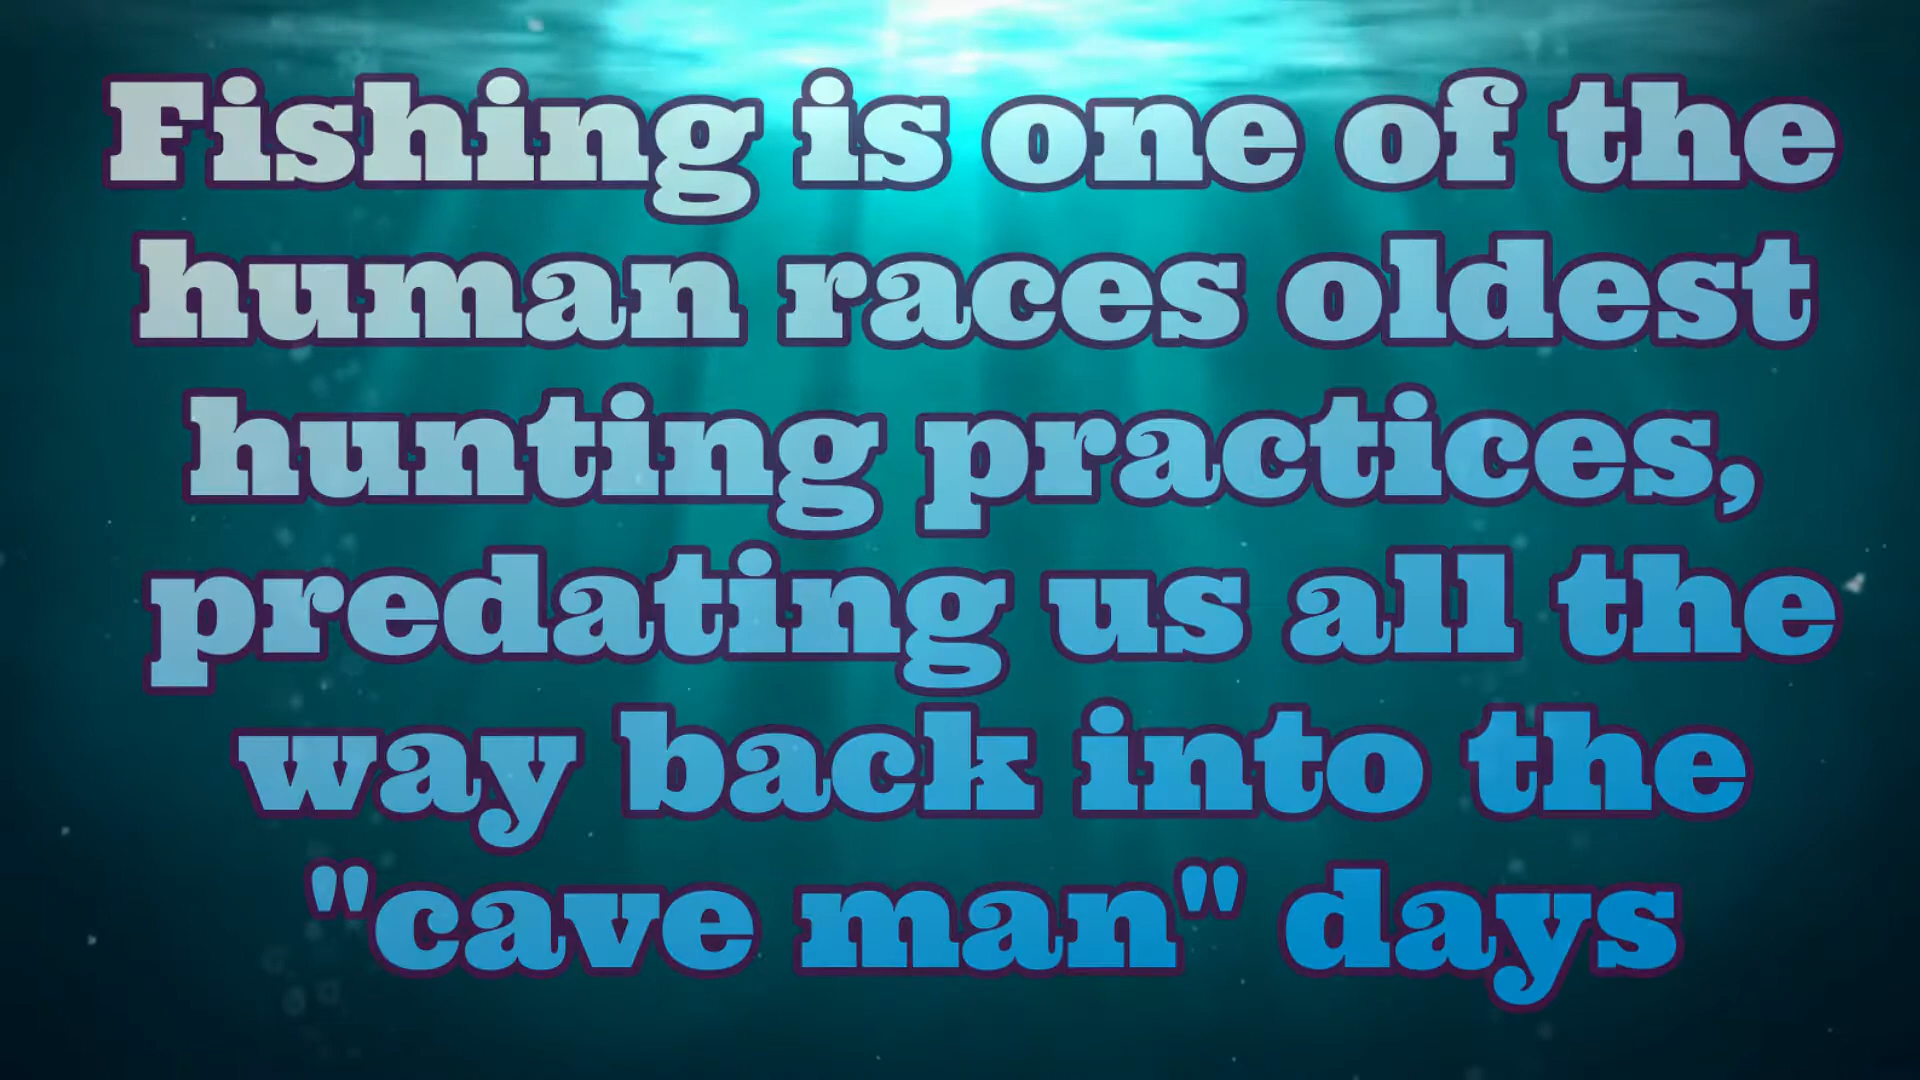 Fishing is one of the
human races oldest
hunting practices,
predating us all the
way back into the
"cave man" days